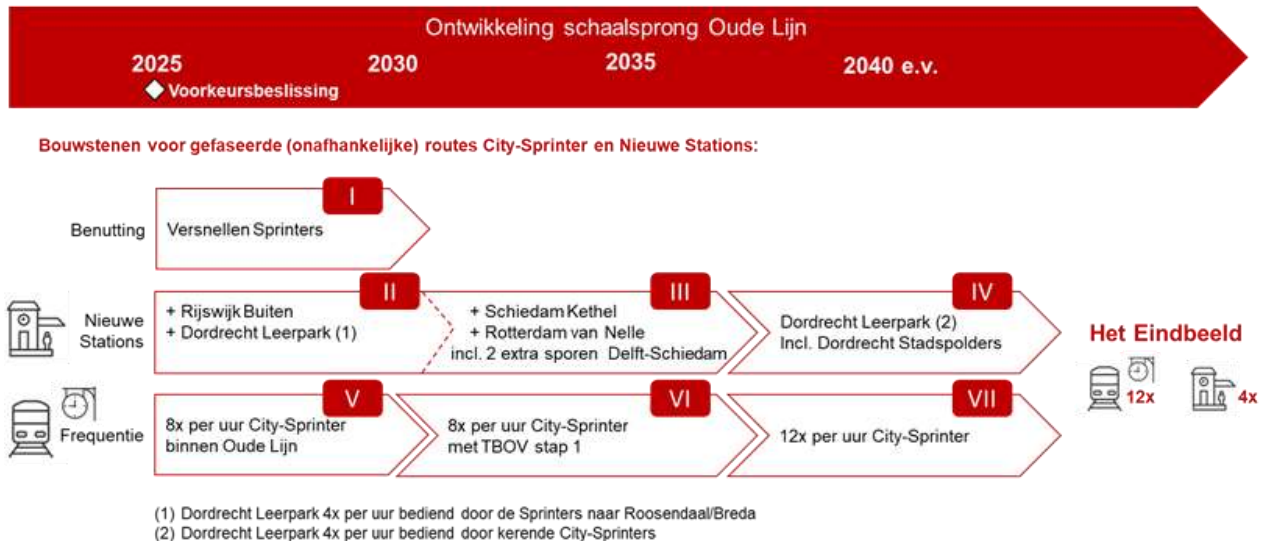 Ontwikkeling schaalsprong Oude Lijn
2025 2030 2035 2040 e.v.
Voorkeursbeslissing
Bouwstenen voor gefaseerde (onafhankelijke) routes City-Sprinter en Nieuwe Stations:
I
Benutting
Versnellen Sprinters
II
III
IV
Nieuwe
Stations
+ Rijswijk Buiten
+ Dordrecht Leerpark (1)
+ Schiedam Kethel
+ Rotterdam van Nelle
incl. 2 extra sporen Delft-Schiedam
Dordrecht Leerpark (2)
Incl. Dordrecht Stadspolders
Het Eindbeeld
12x
4x
V
VI
VII
Frequentie
8x per uur City-Sprinter
binnen Oude Lijn
8x per uur City-Sprinter
met TBOV stap 1
12x per uur City-Sprinter
(1) Dordrecht Leerpark 4x per uur bediend door de Sprinters naar Roosendaal/Breda
(2) Dordrecht Leerpark 4x per uur bediend door kerende City-Sprinters